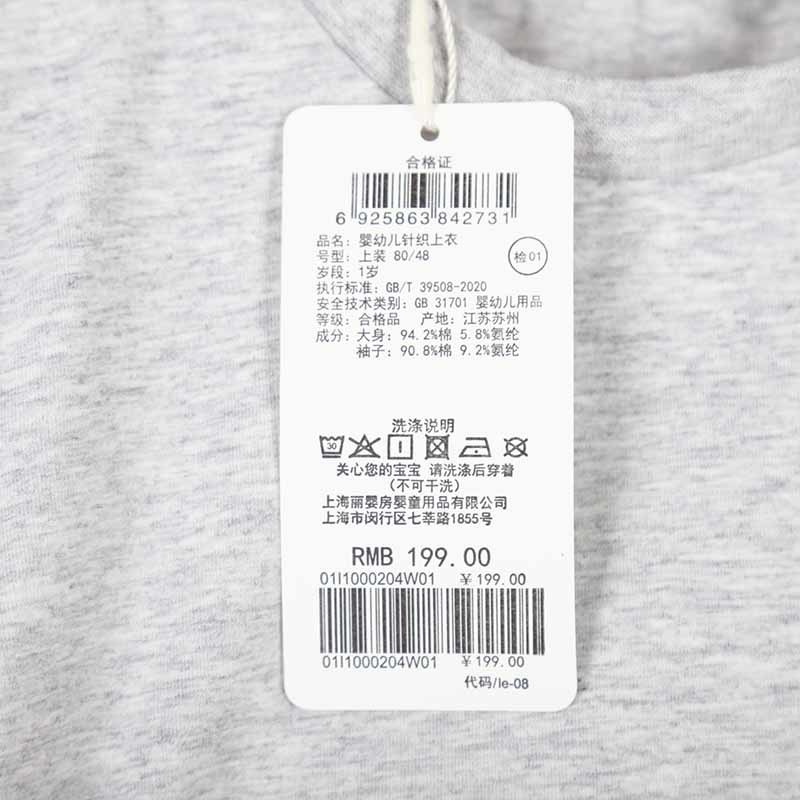 合格证
6 925863 842731
品名: 婴幼儿针织上衣
号型: 上装 80/48
检01
岁段: 1岁
执行标准: GB/T 39508-2020
安全技术类别: GB 31701 婴幼儿用品
等级: 合格品 产地: 江苏苏州
成分: 大身: 94.2%棉 5.8%氨纶
袖子: 90.8%棉 9.2%氨纶
洗涤说明
30
关心您的宝宝 请洗涤后穿着
(不可干洗)
上海丽婴房婴童用品有限公司
上海市闵行区七莘路1855号
RMB 199.00
01I1000204W01 ¥199.00
01I1000204W01 ¥199.00
代码/le-08